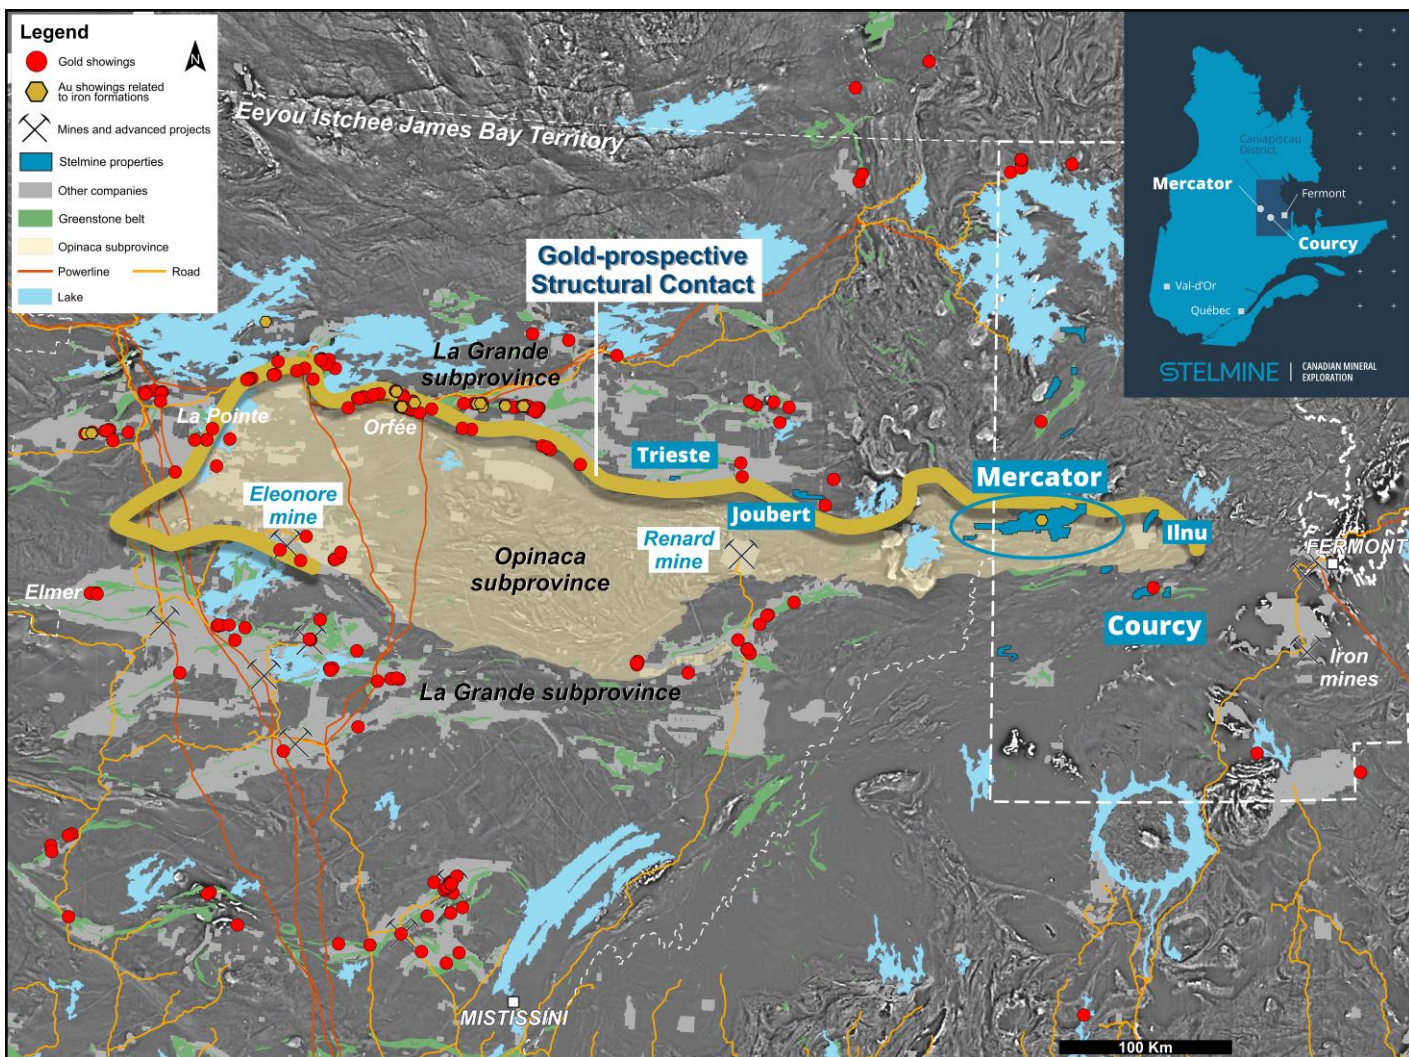 Legend
N
Gold showings
Au showings related
to iron formations
Mines and advanced projects
Stelmine properties
Other companies
Greenstone belt
Opinaca subprovince
Powerline
Road
Lake
Eeyou Istchee James Bay Territory
Caniapiscau
District
Mercator
Fermont
Courcy
Val-d'Or
Québec
STELMINE
CANADIAN MINERAL
EXPLORATION
Gold-prospective
Structural Contact
La Grande
subprovince
La Pointe
Orfée
Trieste
Mercator
Eleonore
mine
Joubert
Ilnu
Renard
mine
Opinaca
subprovince
FERMONT
Elmer
Courcy
Iron
mines
La Grande subprovince
MISTISSINI
100 Km